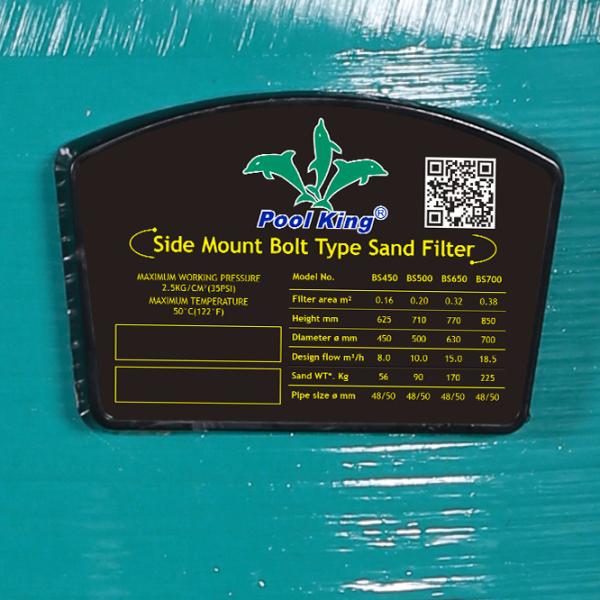 Pool King®
Side Mount Bolt Type Sand Filter
MAXIMUM WORKING PRESSURE
2.5KG/CM²(35PSI)
MAXIMUM TEMPERATURE
50°C(122°F)
Model No. BS450 BS500 BS650 BS700
Filter area m² 0.16 0.20 0.32 0.38
Height mm 625 710 770 850
Diameter ø mm 450 500 630 700
Design flow m³/h 8.0 10.0 15.0 18.5
Sand WT*. Kg 56 90 170 225
Pipe size ø mm 48/50 48/50 48/50 48/50